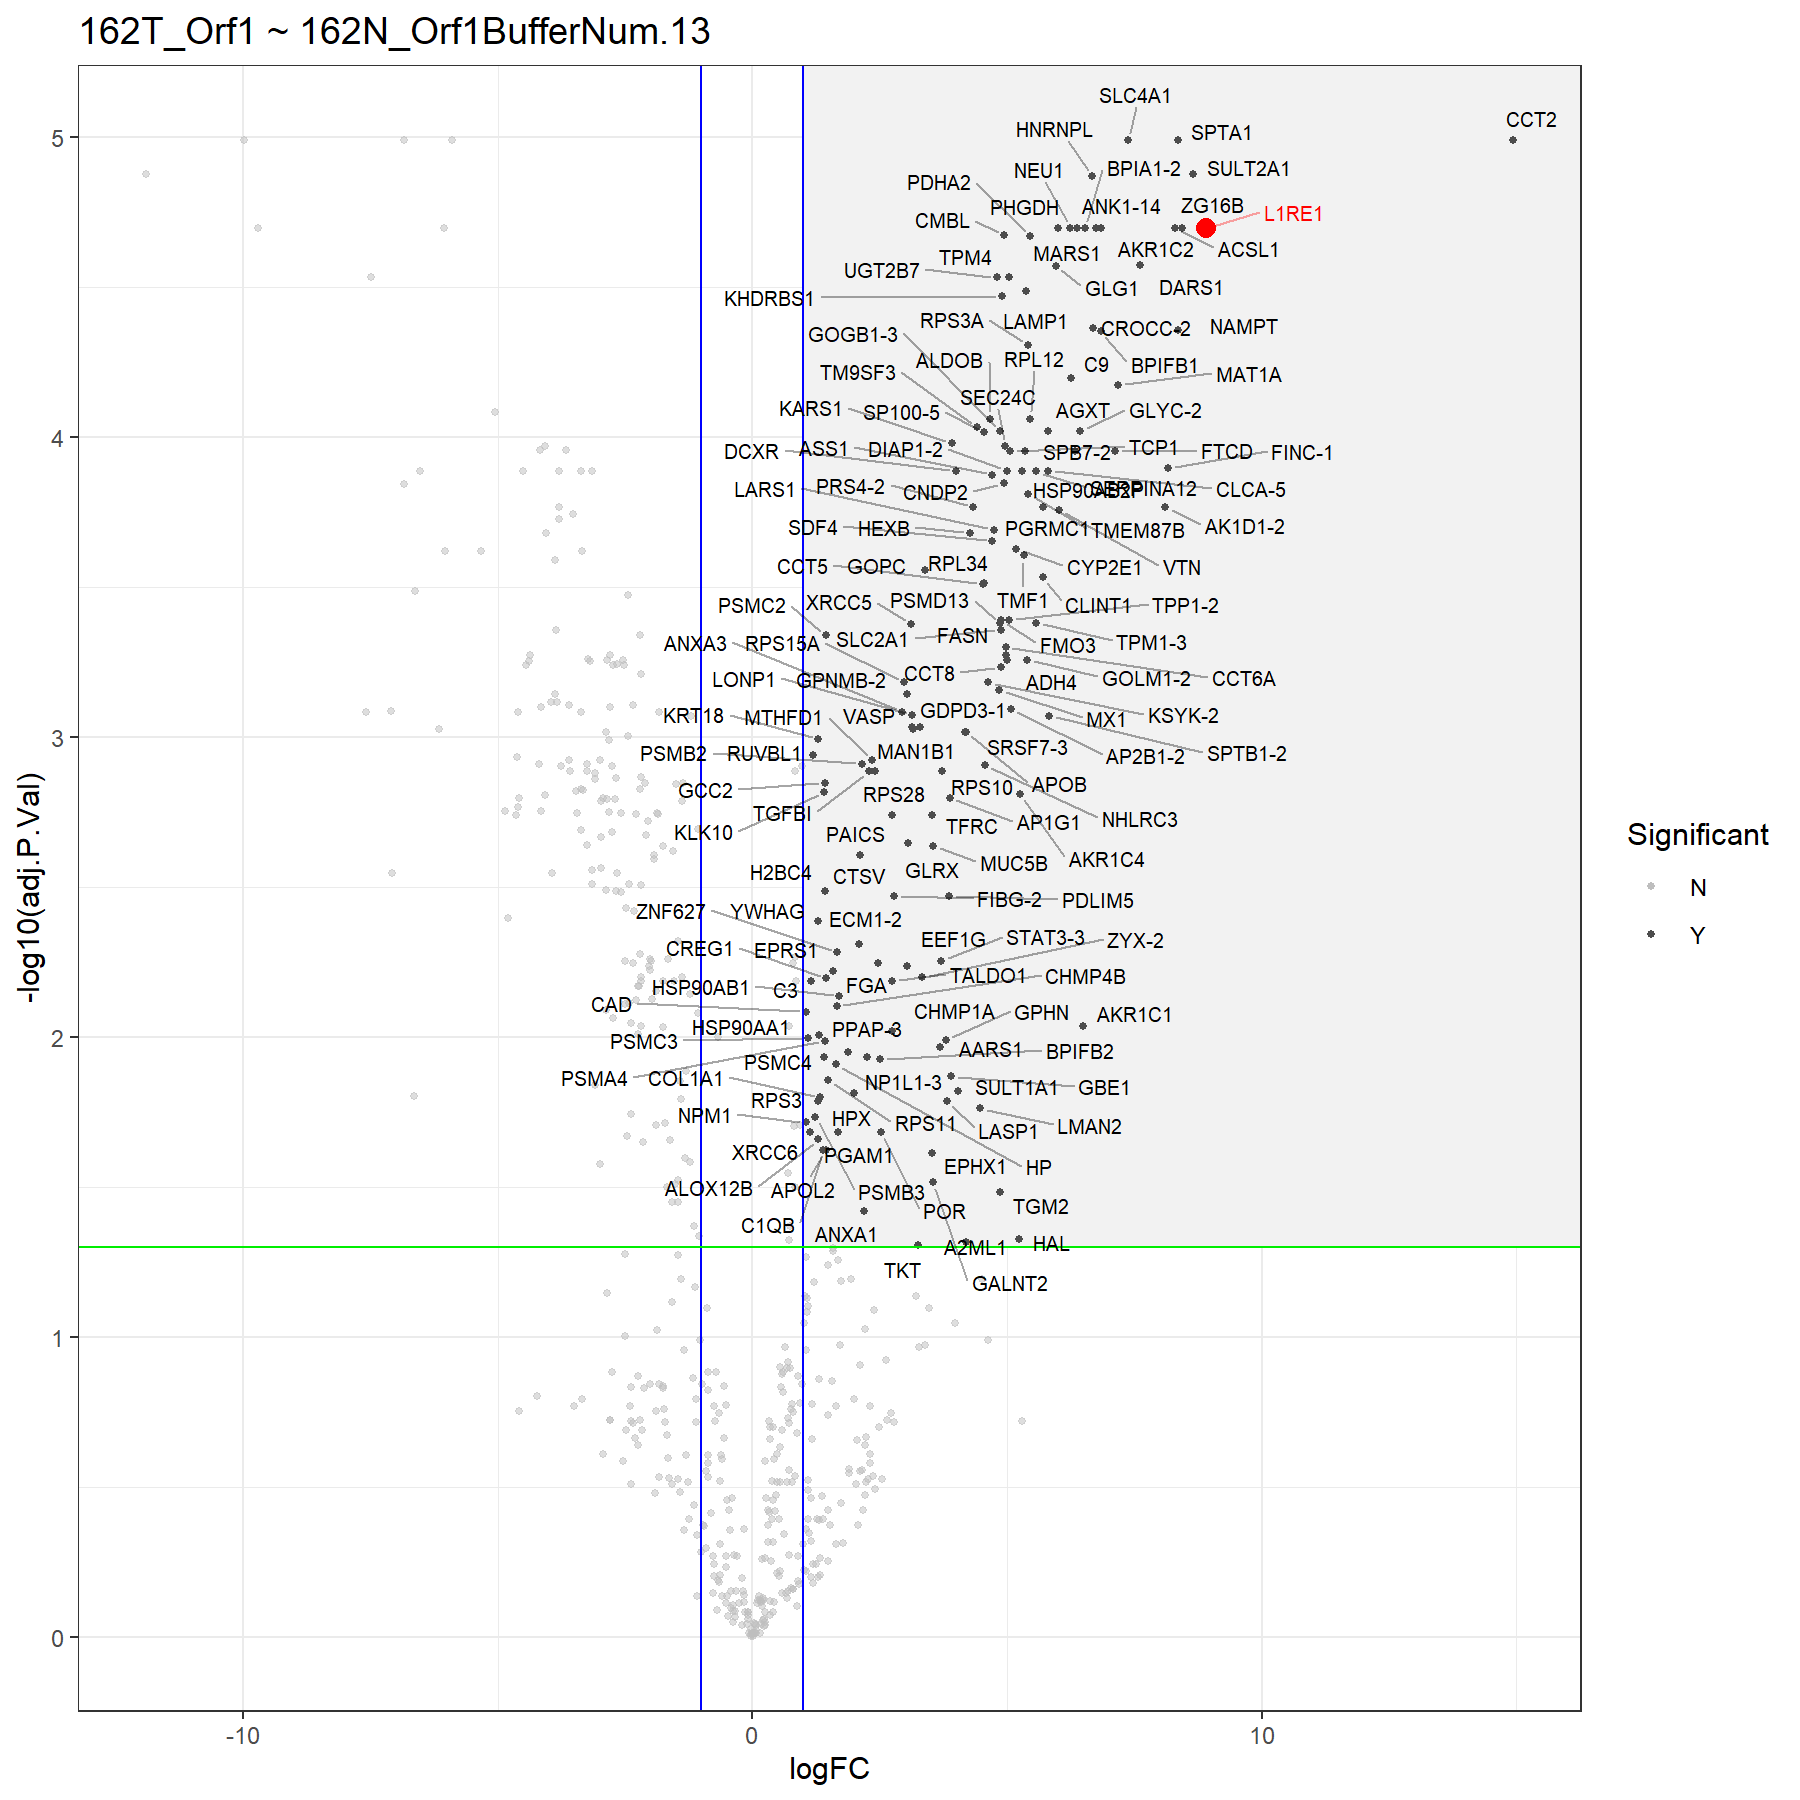 162T_Orf1 ~ 162N_Orf1BufferNum.13
SLC4A1
CCT2
HNRNPL
SPTA1
NEU1
BPIA1-2
SULT2A1
PDHA2
PHGDH
ANK1-14
ZG16B
L1RE1
CMBL
MARS1
AKR1C2
ACSL1
TPM4
UGT2B7
GLG1
DARS1
KHDRBS1
RPS3A
LAMP1
CROCC-2
NAMPT
GOGB1-3
ALDOB
RPL12
C9
BPIFB1
MAT1A
TM9SF3
SEC24C
KARS1
SP100-5
AGXT
GLYC-2
DCXR
ASS1
DIAP1-2
SPB7-2
TCP1
FTCD
FINC-1
LARS1
PRS4-2
CNDP2
HSP90AB2P
SERPINA12
CLCA-5
SDF4
HEXB
PGRMC1
TMEM87B
AK1D1-2
CCT5
GOPC
RPL34
CYP2E1
VTN
PSMC2
XRCC5
PSMD13
TMF1
CLINT1
TPP1-2
ANXA3
RPS15A
SLC2A1
FASN
FMO3
TPM1-3
LONP1
GPNMB-2
CCT8
ADH4
GOLM1-2
CCT6A
KRT18
MTHFD1
VASP
GDPD3-1
MX1
KSYK-2
PSMB2
RUVBL1
MAN1B1
SRSF7-3
AP2B1-2
SPTB1-2
GCC2
RPS28
RPS10
APOB
TGFBI
KLK10
PAICS
TFRC
AP1G1
NHLRC3
H2BC4
CTSV
GLRX
MUC5B
AKR1C4
ZNF627
YWHAG
ECM1-2
FIBG-2
PDLIM5
CREG1
EPRS1
EEF1G
STAT3-3
ZYX-2
HSP90AB1
C3
FGA
TALDO1
CHMP4B
CAD
HSP90AA1
PPAP-3
CHMP1A
GPHN
AKR1C1
PSMC3
PSMC4
AARS1
BPIFB2
PSMA4
COL1A1
NP1L1-3
SULT1A1
GBE1
RPS3
NPM1
HPX
RPS11
LASP1
LMAN2
XRCC6
PGAM1
EPHX1
HP
ALOX12B
APOL2
PSMB3
POR
TGM2
C1QB
ANXA1
A2ML1
HAL
TKT
GALNT2
5
4
3
2
1
0
-10
0
10
logFC
-log10(adj.P.Val)
Significant
N
Y